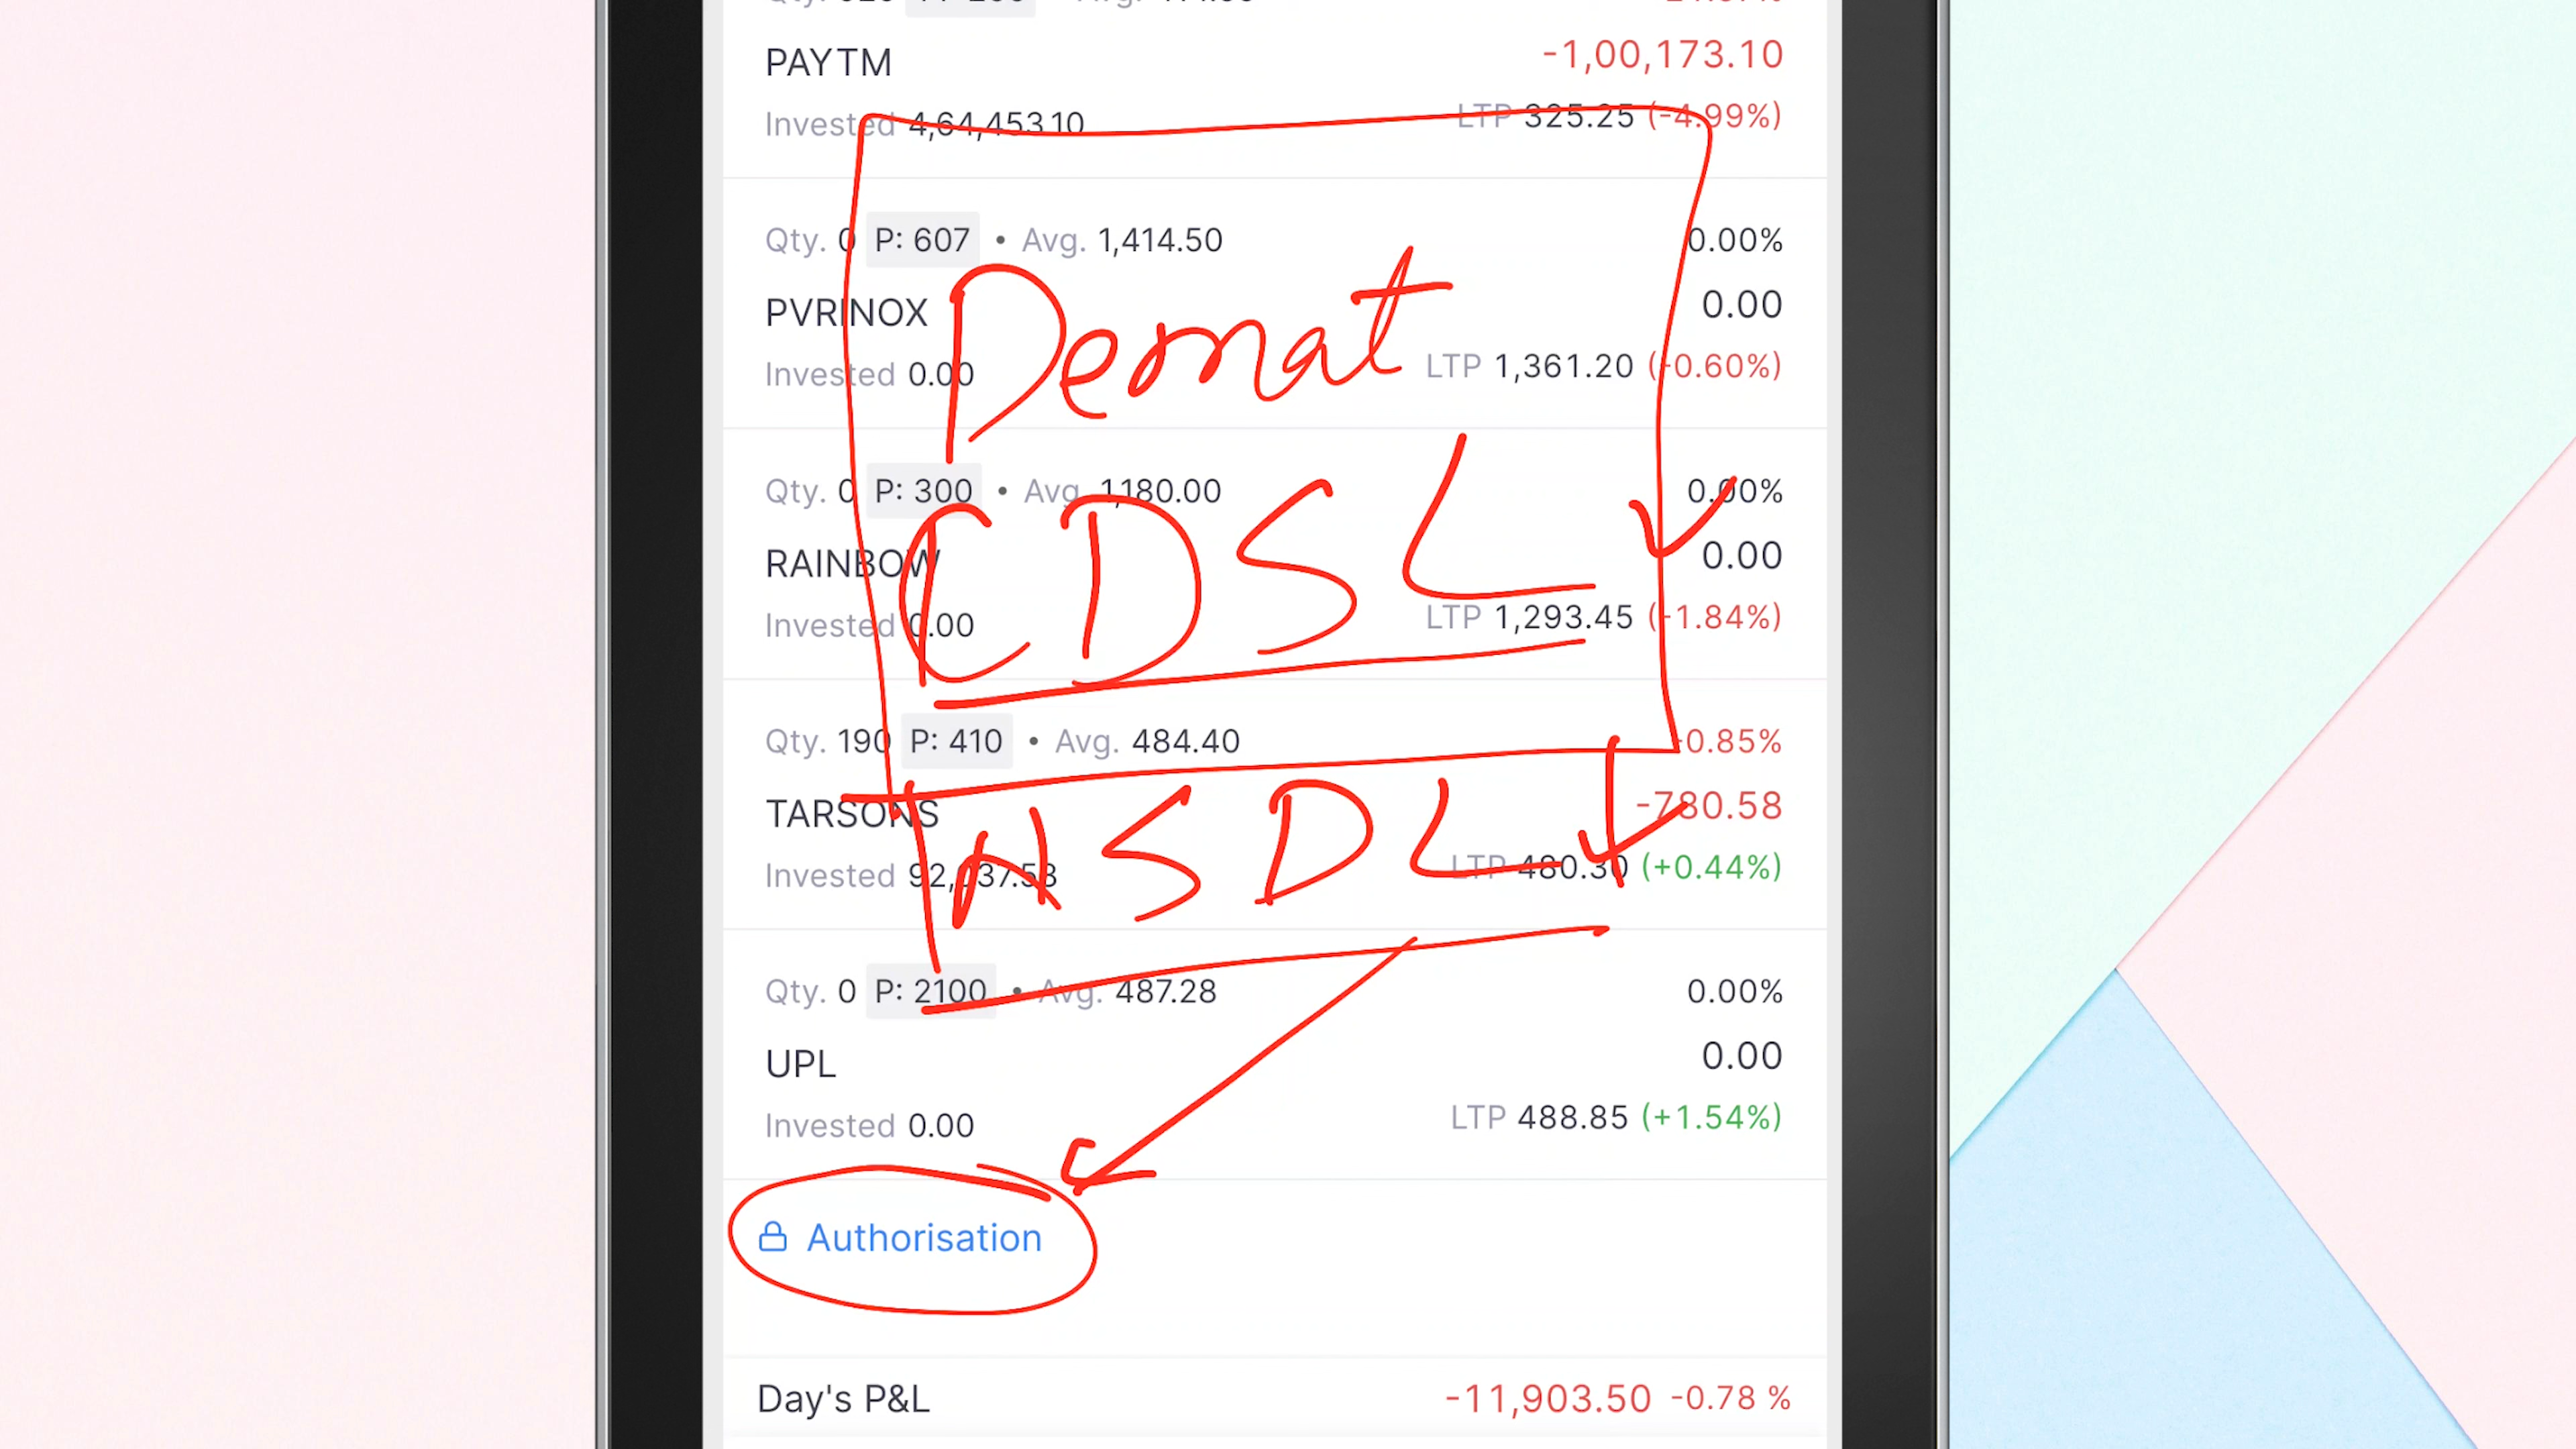 PAYTM -1,00,173.10
Invested 4,64,453.10 LTP 325.25 (-4.99%)
Qty. 0 P: 607 • Avg. 1,414.50 0.00%
PVRINOX 0.00
Demat
Invested 0.00 LTP 1,361.20 (-0.60%)
Qty. 0 P: 300 • Avg. 1,180.00 0.00%
RAINBOW 0.00
CDSL
Invested 0.00 LTP 1,293.45 (-1.84%)
Qty. 190 P: 410 • Avg. 484.40 -0.85%
TARSONS -780.58
NSDL
Invested LTP 480.30 (+0.44%)
Qty. 0 P: 2100 • Avg. 487.28 0.00%
UPL 0.00
Invested 0.00 LTP 488.85 (+1.54%)
Authorisation
Day's P&L -11,903.50 -0.78 %